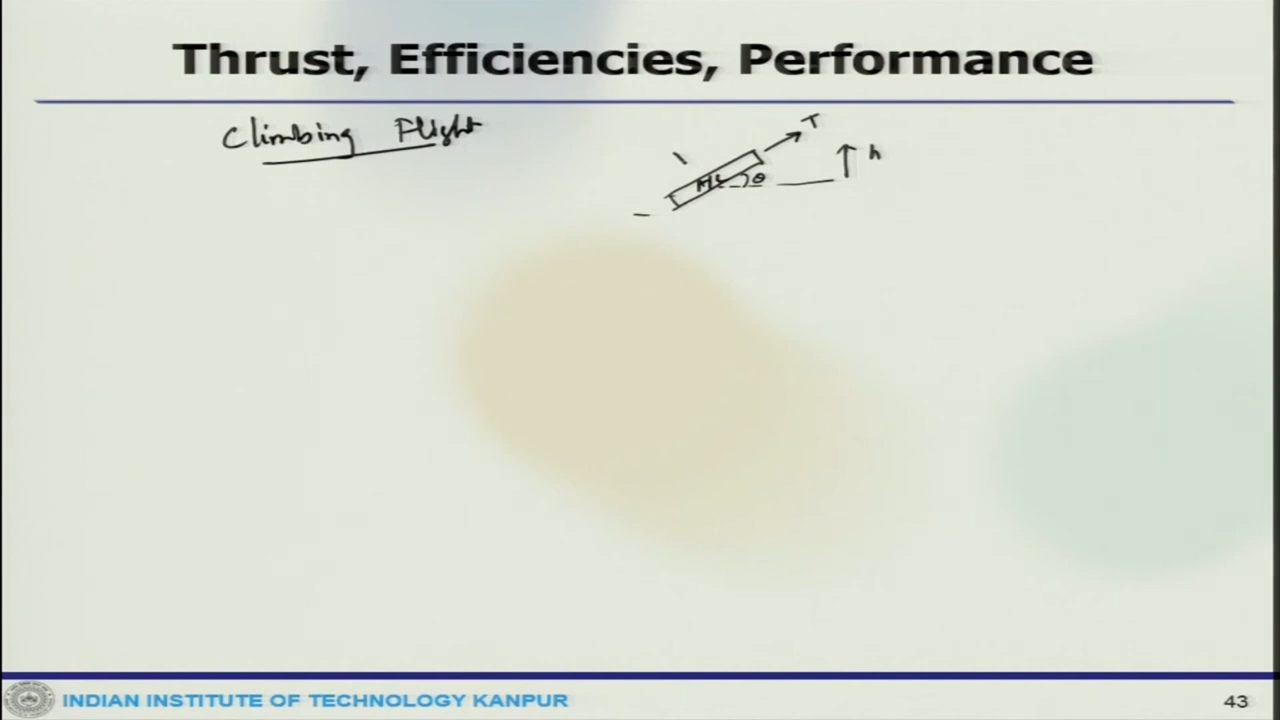 Thrust, Efficiencies, Performance
Climbing Flight
T
h
θ
INDIAN INSTITUTE OF TECHNOLOGY KANPUR
43